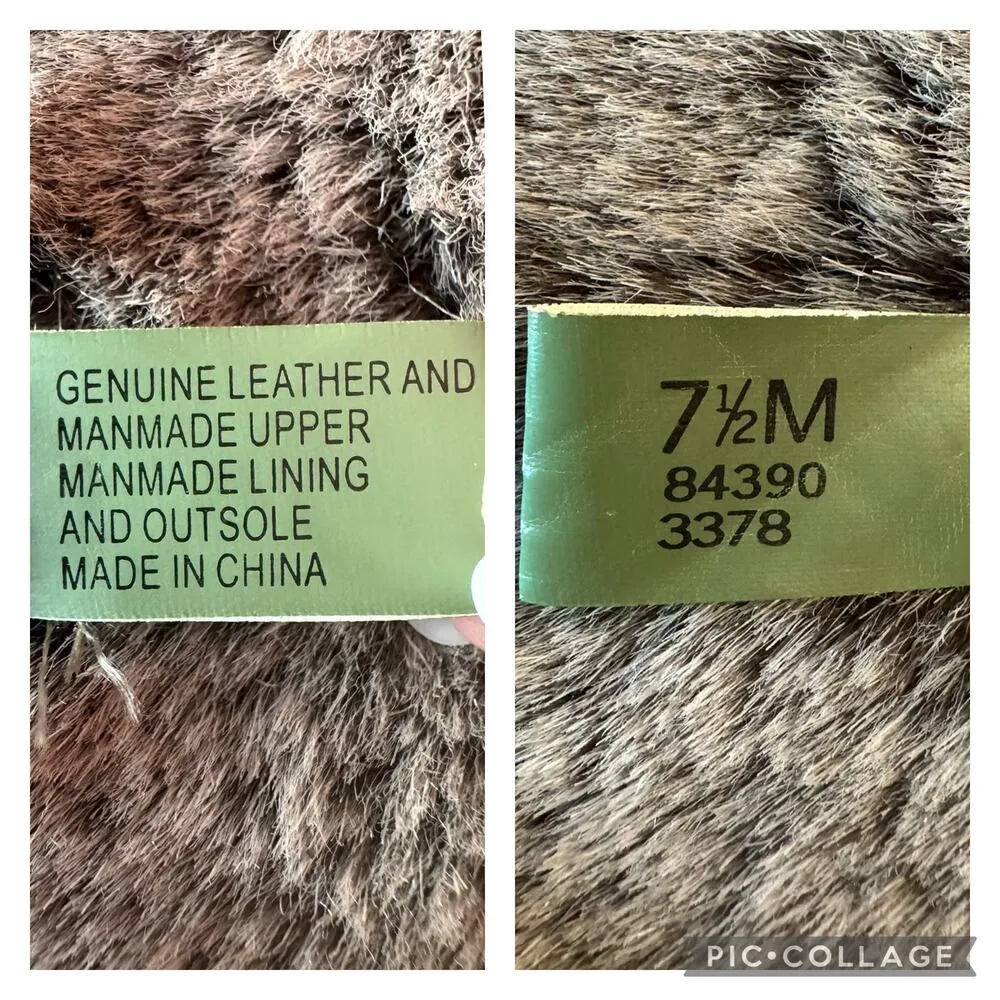 GENUINE LEATHER AND
MANMADE UPPER
MANMADE LINING
AND OUTSOLE
MADE IN CHINA
7½M
84390
3378
PIC•COLLAGE